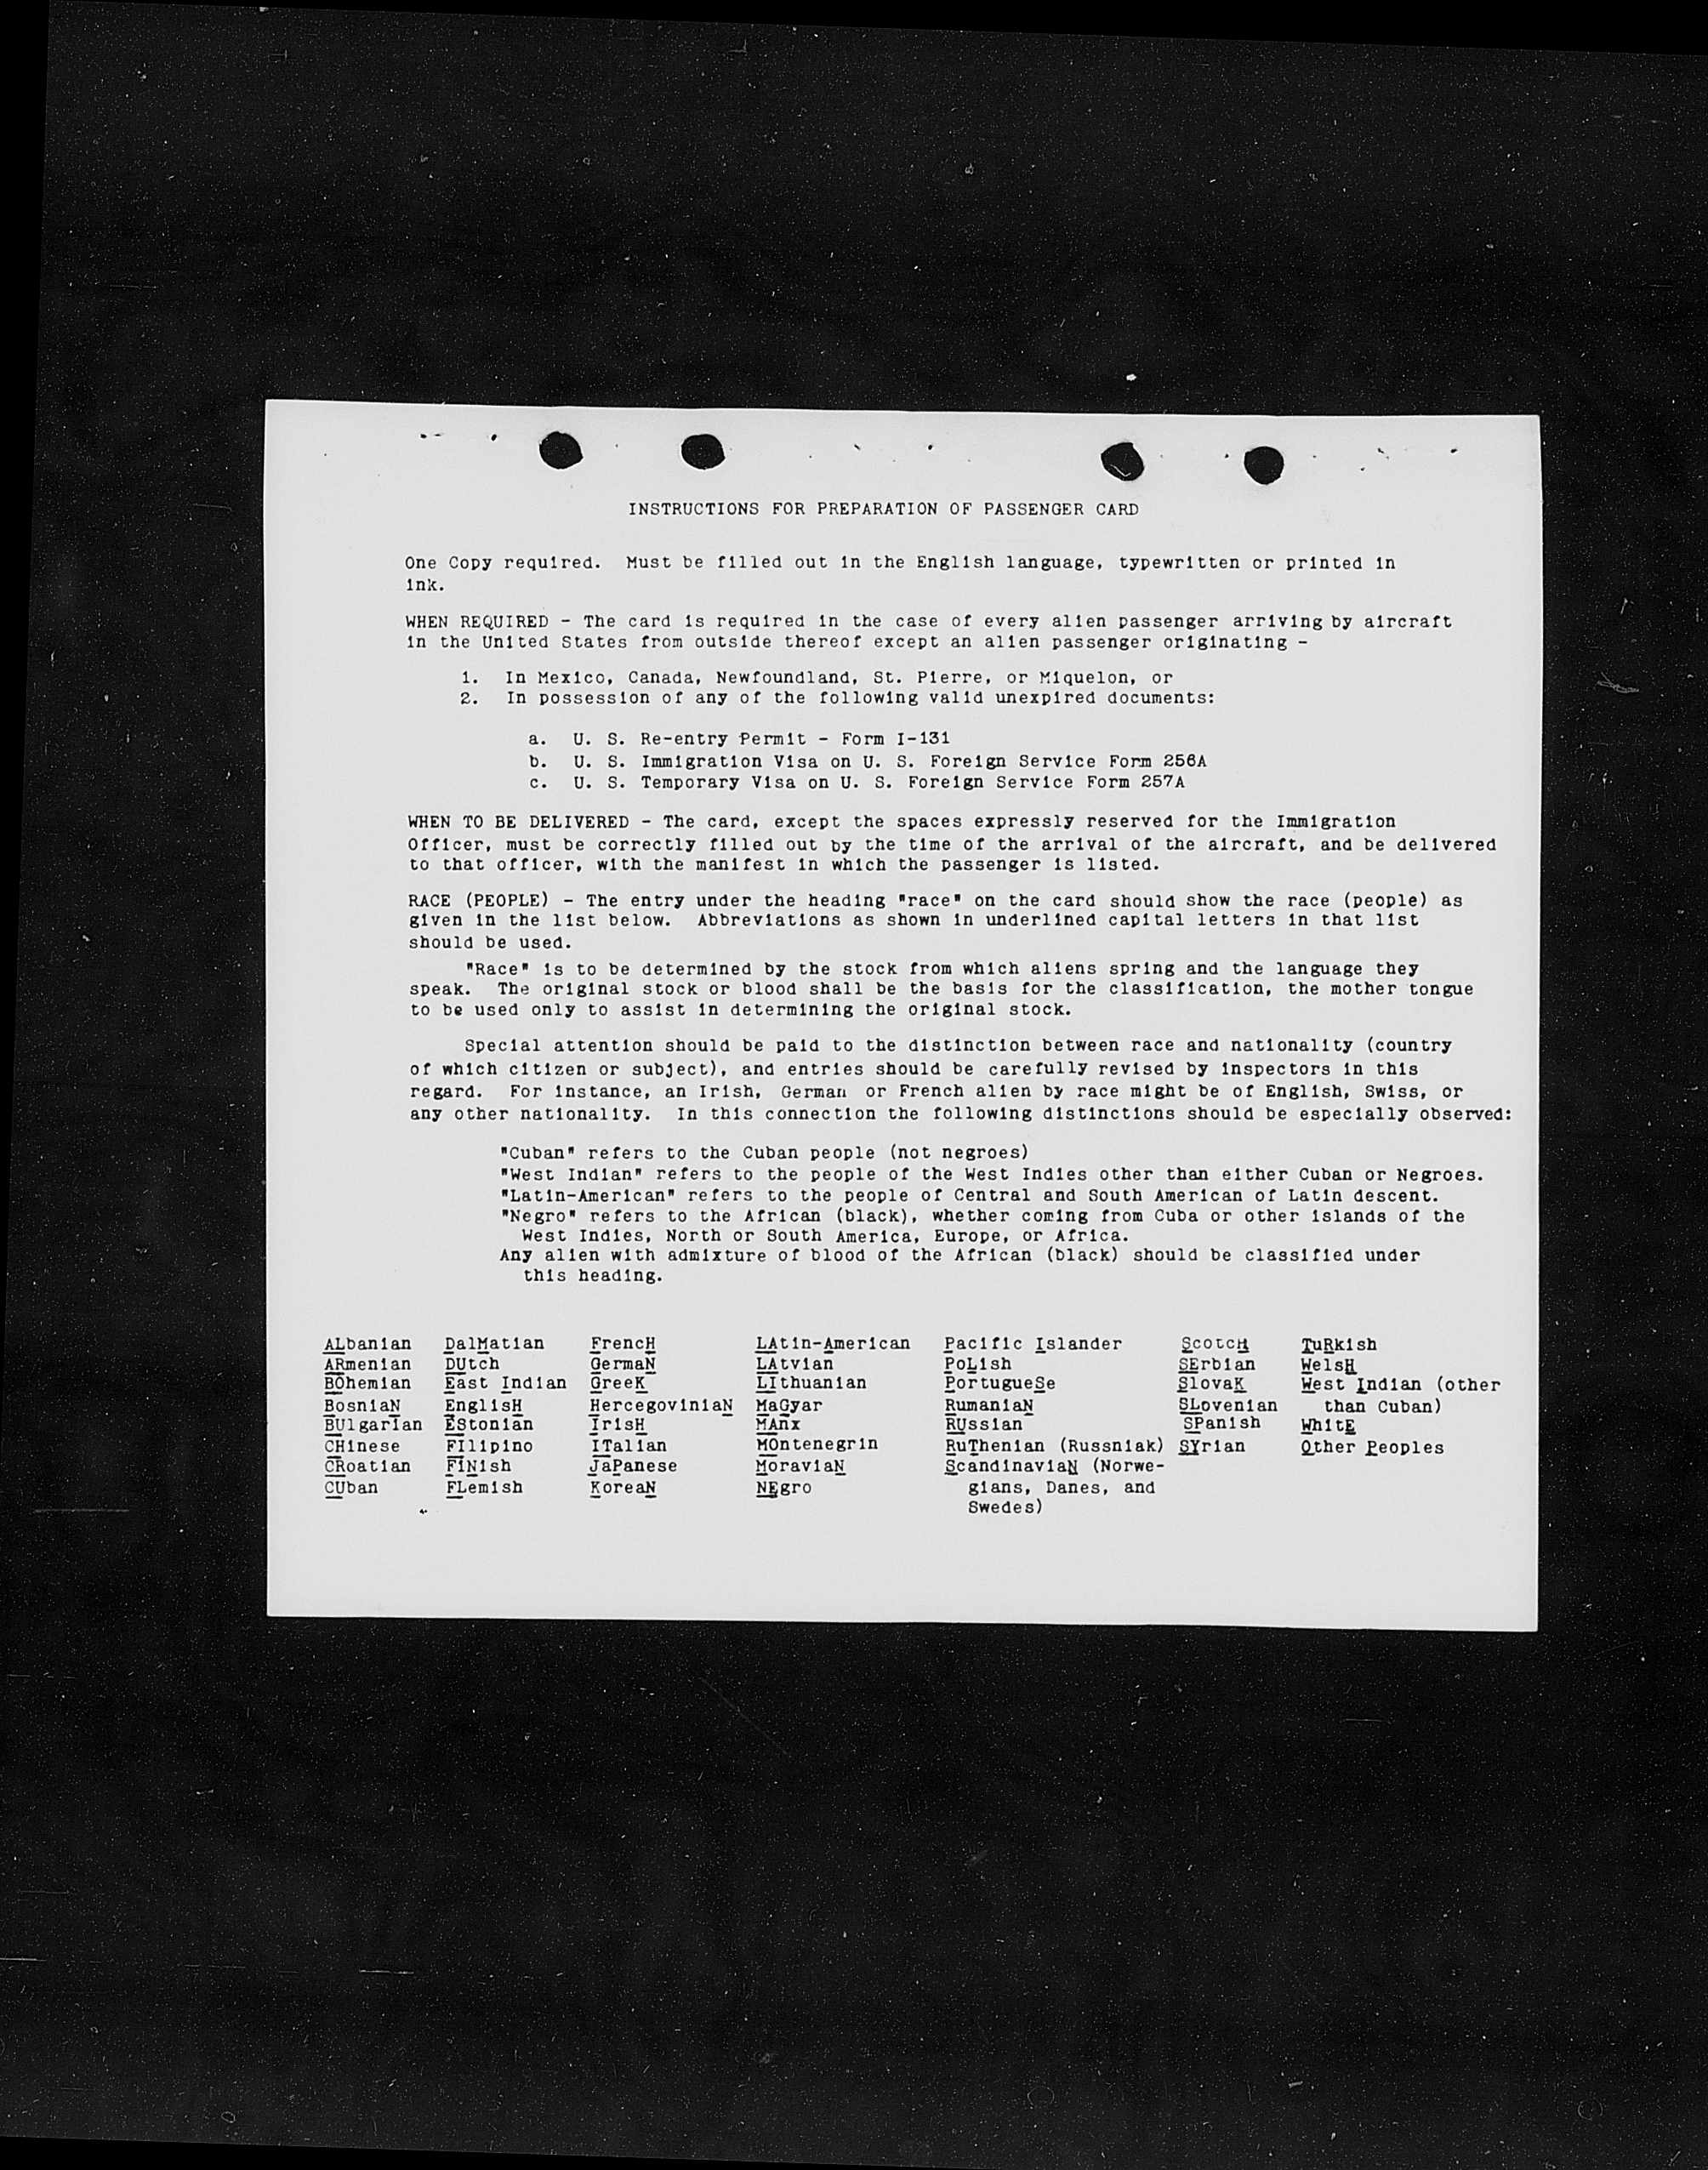 INSTRUCTIONS FOR PREPARATION OF PASSENGER CARD
One Copy required. Must be filled out in the English language, typewritten or printed in
ink.
WHEN REQUIRED - The card is required in the case of every alien passenger arriving by aircraft
in the United States from outside thereof except an alien passenger originating -
1. In Mexico, Canada, Newfoundland, St. Pierre, or Miquelon, or
2. In possession of any of the following valid unexpired documents:
a. U. S. Re-entry Permit - Form I-131
b. U. S. Immigration Visa on U. S. Foreign Service Form 256A
c. U. S. Temporary Visa on U. S. Foreign Service Form 257A
WHEN TO BE DELIVERED - The card, except the spaces expressly reserved for the Immigration
Officer, must be correctly filled out by the time of the arrival of the aircraft, and be delivered
to that officer, with the manifest in which the passenger is listed.
RACE (PEOPLE) - The entry under the heading "race" on the card should show the race (people) as
given in the list below. Abbreviations as shown in underlined capital letters in that list
should be used.
"Race" is to be determined by the stock from which aliens spring and the language they
speak. The original stock or blood shall be the basis for the classification, the mother tongue
to be used only to assist in determining the original stock.
Special attention should be paid to the distinction between race and nationality (country
of which citizen or subject), and entries should be carefully revised by inspectors in this
regard. For instance, an Irish, German or French alien by race might be of English, Swiss, or
any other nationality. In this connection the following distinctions should be especially observed:
"Cuban" refers to the Cuban people (not negroes)
"West Indian" refers to the people of the West Indies other than either Cuban or Negroes.
"Latin-American" refers to the people of Central and South American of Latin descent.
"Negro" refers to the African (black), whether coming from Cuba or other islands of the
West Indies, North or South America, Europe, or Africa.
Any alien with admixture of blood of the African (black) should be classified under
this heading.
ALbanian DalMatian FrencH LAtin-American Pacific Islander ScotcH TuRkish
ARmenian DUtch GermaN LAtvian PoLish SErbian WelsH
BOhemian East Indian GreeK LIthuanian PortugueSe SlovaK West Indian (other
BosniaN EnglisH HercegoviniaN MaGyar RumaniaN SLovenian than Cuban)
BUlgarian EStonian IrisH MAnx RUssian SPanish WhitE
CHinese FIlipino ITalian MOntenegrin RuThenian (Russniak) SYrian Other Peoples
CRoatian FiNish JaPanese MoraviaN ScandinaviaN (Norwe-
CUban FLemish KoreaN NEgro gians, Danes, and
Swedes)